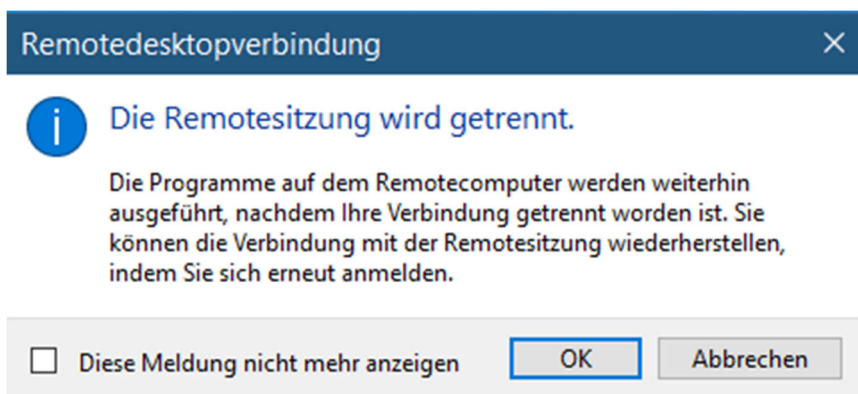 Remotedesktopverbindung
Die Remotesitzung wird getrennt.
Die Programme auf dem Remotecomputer werden weiterhin
ausgeführt, nachdem Ihre Verbindung getrennt worden ist. Sie
können die Verbindung mit der Remotesitzung wiederherstellen,
indem Sie sich erneut anmelden.
Diese Meldung nicht mehr anzeigen OK Abbrechen